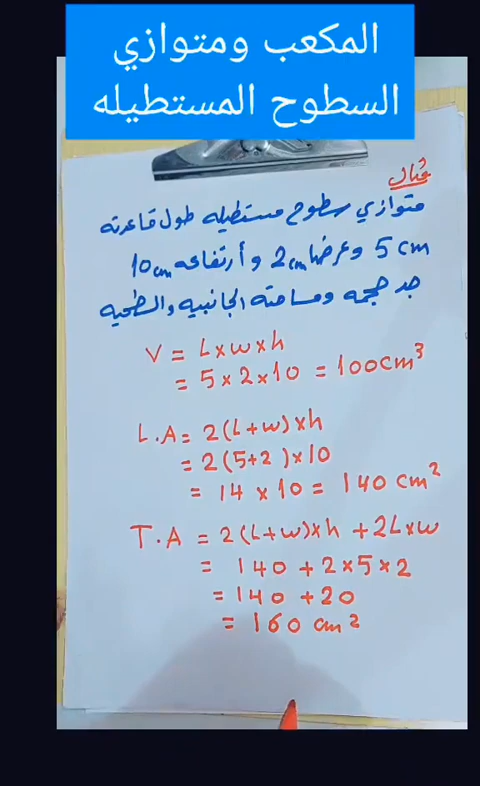 المكعب ومتوازي
السطوح المستطيله
مثال
متوازي سطوح مستطيله طول قاعدته
5 cm وعرضها 2cm وأرتفاعه 10cm
جد حجمه ومساحته الجانبيه والسطحيه
V = L×w×h
= 5×2×10 = 100cm³
L.A = 2(L+w)×h
= 2(5+2)×10
= 14 × 10 = 140 cm²
T.A = 2(L+w)×h +2L×w
= 140 + 2×5×2
= 140 +20
= 160 cm²